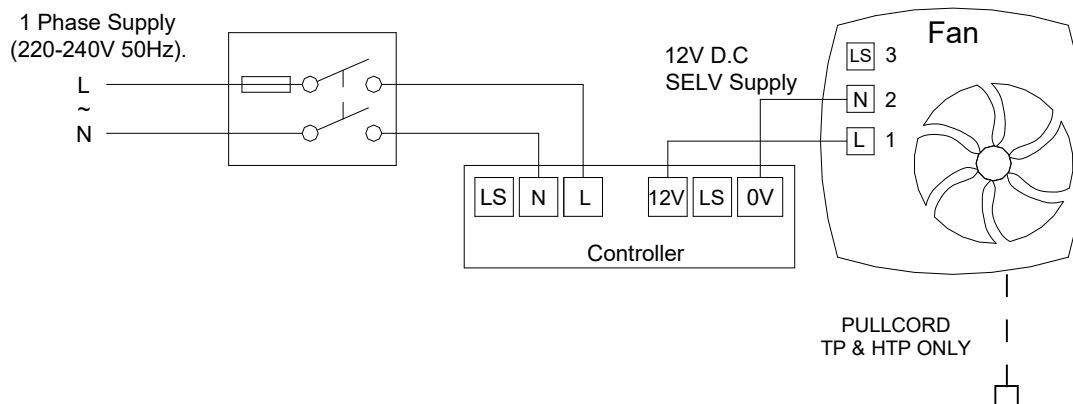 1 Phase Supply
(220-240V 50Hz).
L
~
N
12V D.C
SELV Supply
Fan
LS 3
N 2
L 1
LS N L 12V LS 0V
Controller
PULLCORD
TP & HTP ONLY